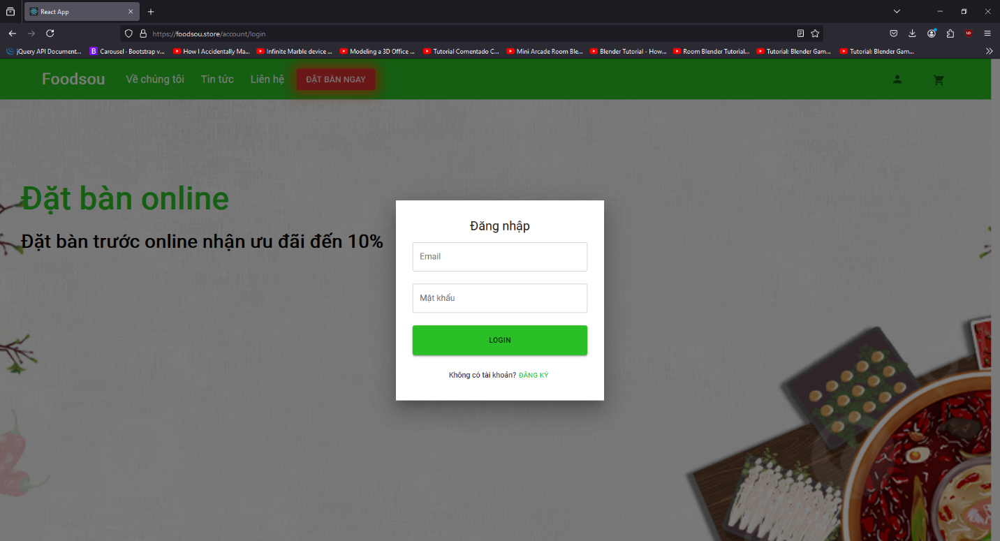 React App
https://foodsou.store/account/login
jQuery API Document...
B Carousel - Bootstrap v...
How I Accidentally Ma...
Infinite Marble device ...
Modeling a 3D Office ...
Tutorial Comentado C...
Mini Arcade Room Ble...
Blender Tutorial - How...
Room Blender Tutorial...
Tutorial: Blender Gam...
Tutorial: Blender Gam...
Foodsou
Về chúng tôi
Tin tức
Liên hệ
ĐẶT BÀN NGAY
Đặt bàn online
Đặt bàn trước online nhận ưu đãi đến 10%
Đăng nhập
Email
Mật khẩu
LOGIN
Không có tài khoản? ĐĂNG KÝ